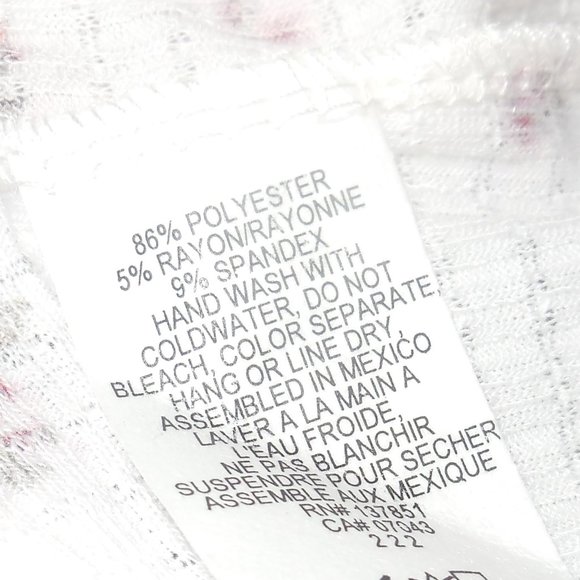 86% POLYESTER
5% RAYON/RAYONNE
9% SPANDEX
HAND WASH WITH
COLDWATER, DO NOT
BLEACH, COLOR SEPARATE,
HANG OR LINE DRY,
ASSEMBLED IN MEXICO
LAVER A LA MAIN A
L'EAU FROIDE,
NE PAS BLANCHIR
SUSPENDRE POUR SECHER
ASSEMBLE AUX MEXIQUE
RN# 137851
CA# 07043
222